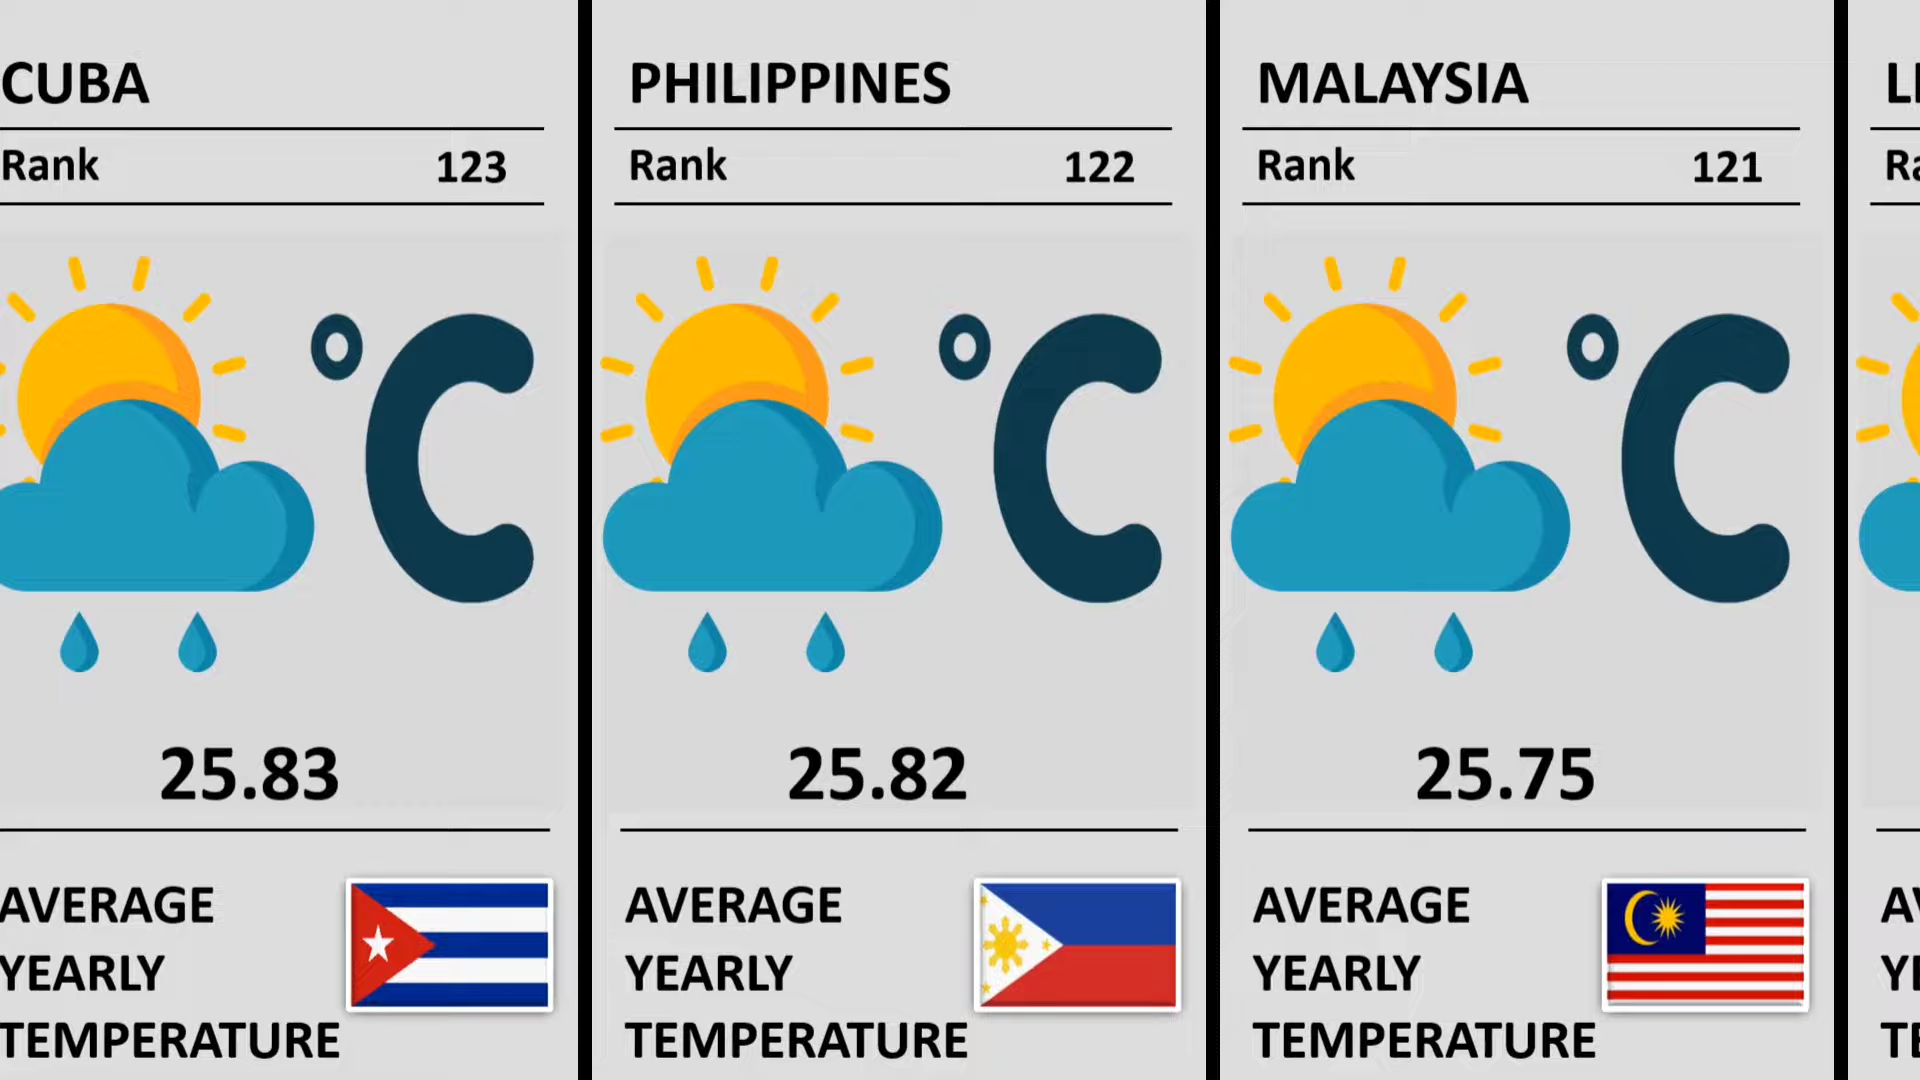 CUBA
Rank 123
°C
25.83
AVERAGE
YEARLY
TEMPERATURE
PHILIPPINES
Rank 122
°C
25.82
AVERAGE
YEARLY
TEMPERATURE
MALAYSIA
Rank 121
°C
25.75
AVERAGE
YEARLY
TEMPERATURE